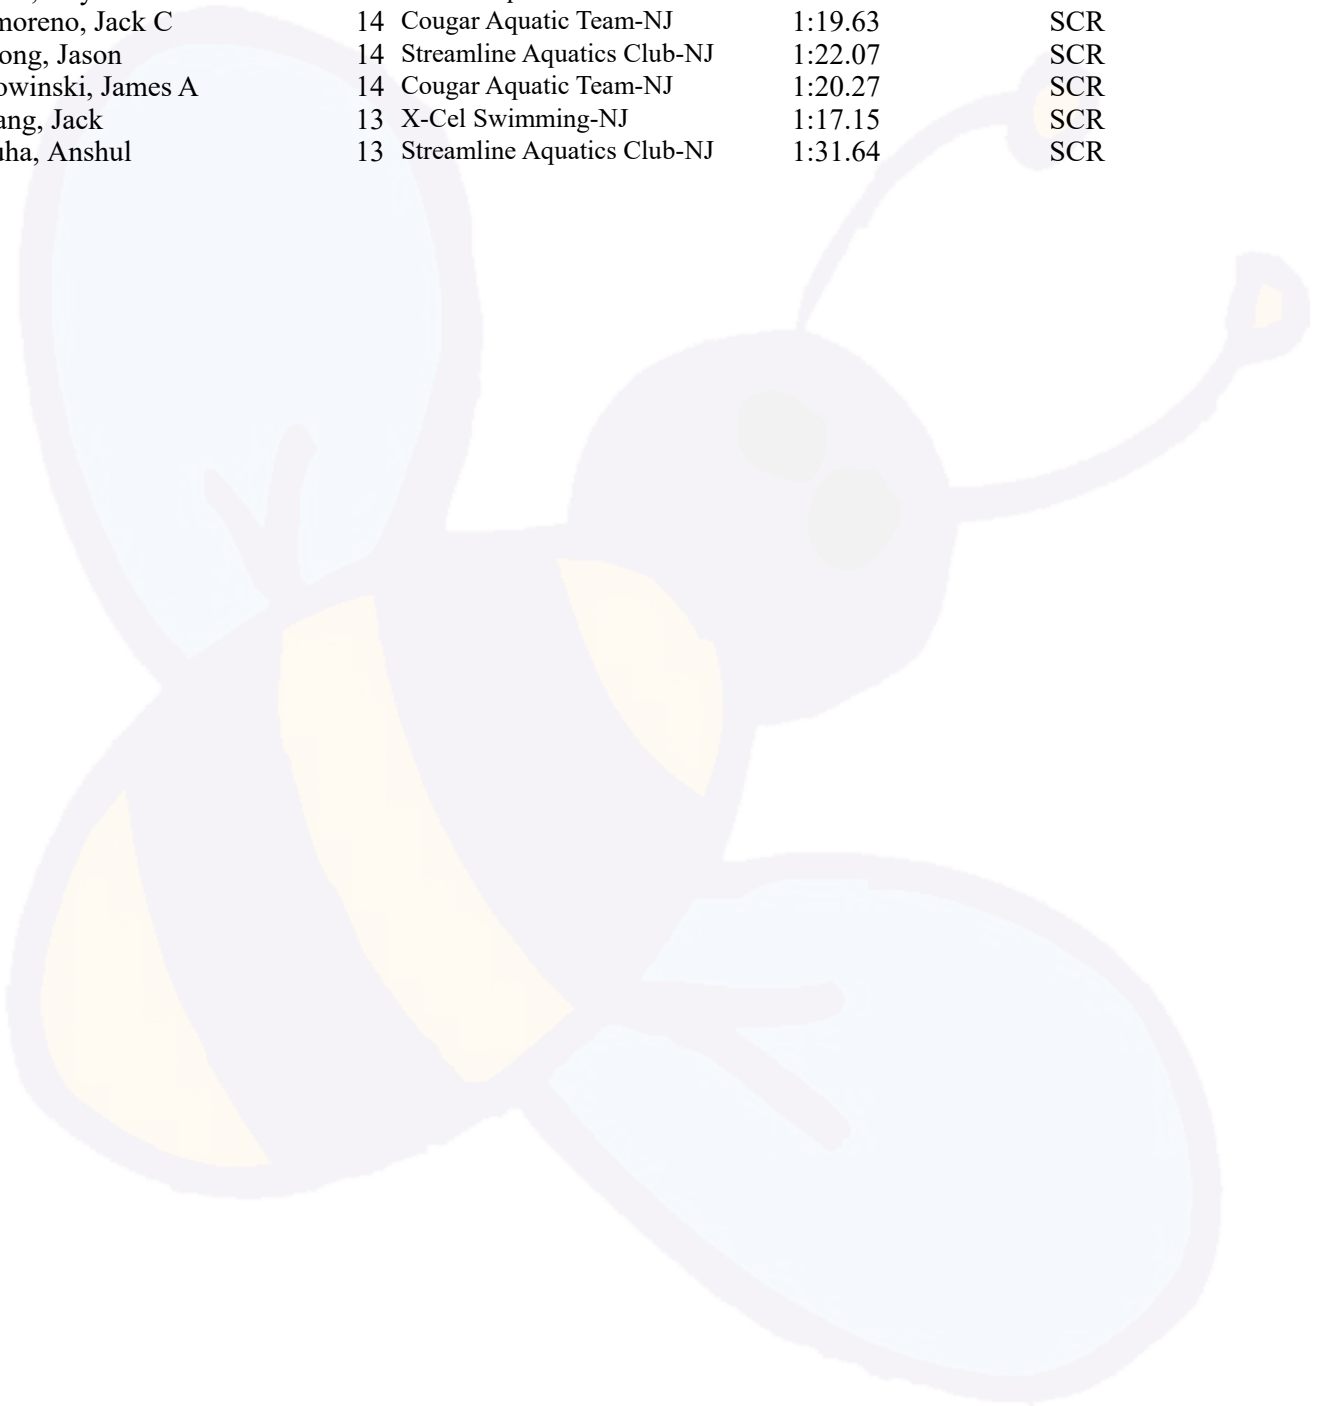 moreno, Jack C 14 Cougar Aquatic Team-NJ 1:19.63 SCR
ong, Jason 14 Streamline Aquatics Club-NJ 1:22.07 SCR
owinski, James A 14 Cougar Aquatic Team-NJ 1:20.27 SCR
ang, Jack 13 X-Cel Swimming-NJ 1:17.15 SCR
uha, Anshul 13 Streamline Aquatics Club-NJ 1:31.64 SCR